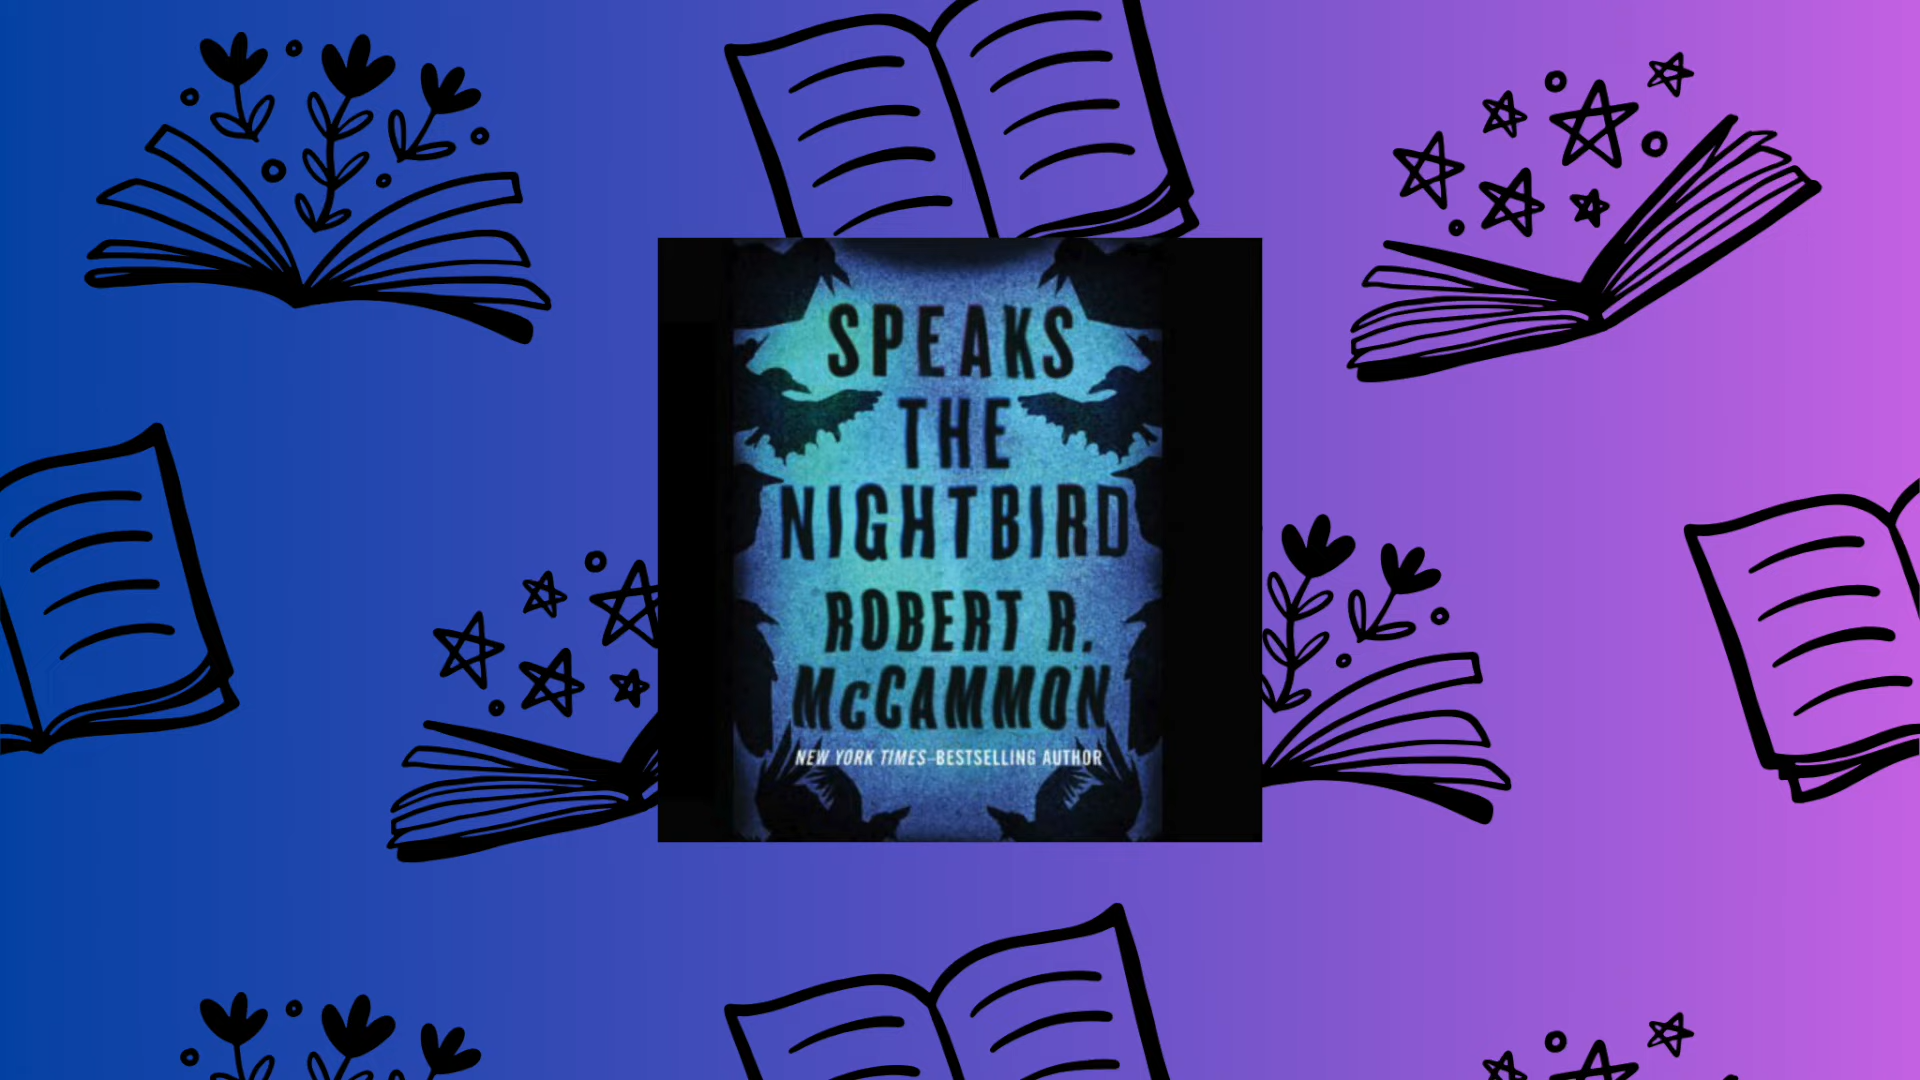 SPEAKS
THE
NIGHTBIRD
ROBERT R.
McCAMMON
NEW YORK TIMES–BESTSELLING AUTHOR